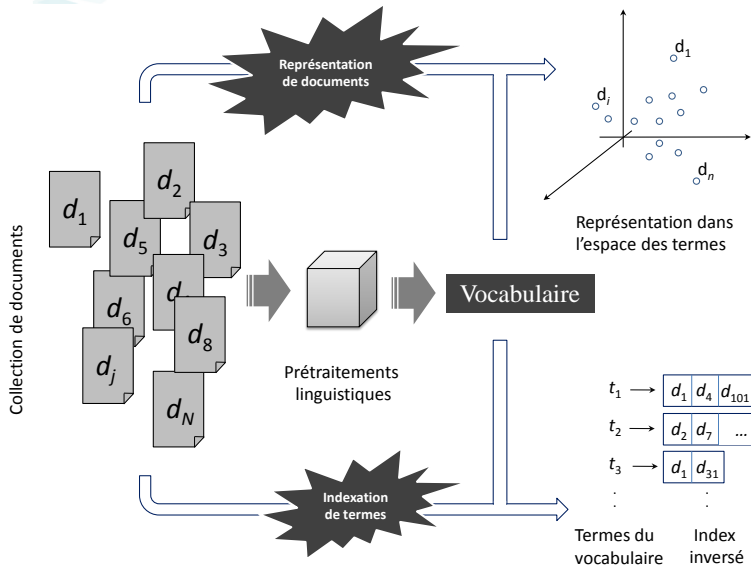 Représentation
de documents
d1
di
dn
Représentation dans
l'espace des termes
Collection de documents
d1
d2
d5
d3
d6
d8
dj
dN
Prétraitements
linguistiques
Vocabulaire
t1 d1 d4 d101
t2 d2 d7 ...
t3 d1 d31
. .
. .
. .
Indexation
de termes
Termes du
vocabulaire
Index
inversé